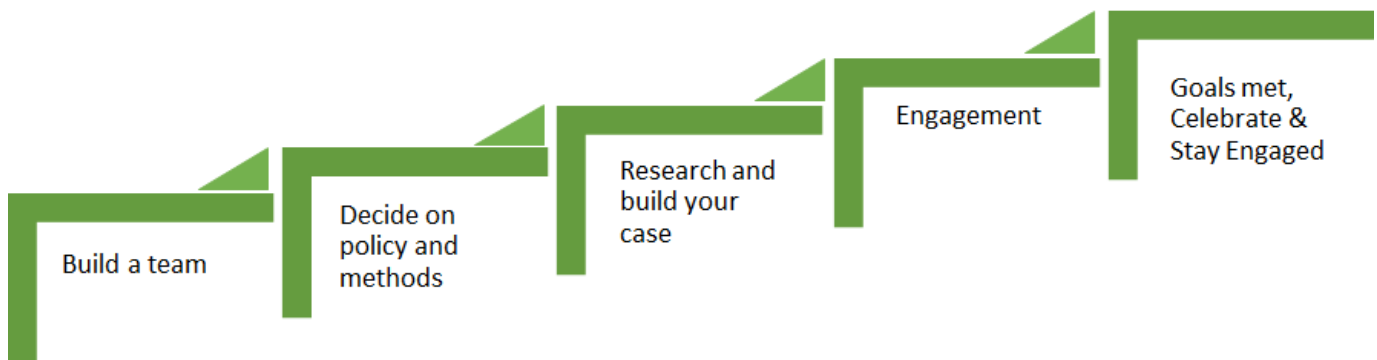 Build a team
Decide on
policy and
methods
Research and
build your
case
Engagement
Goals met,
Celebrate &
Stay Engaged